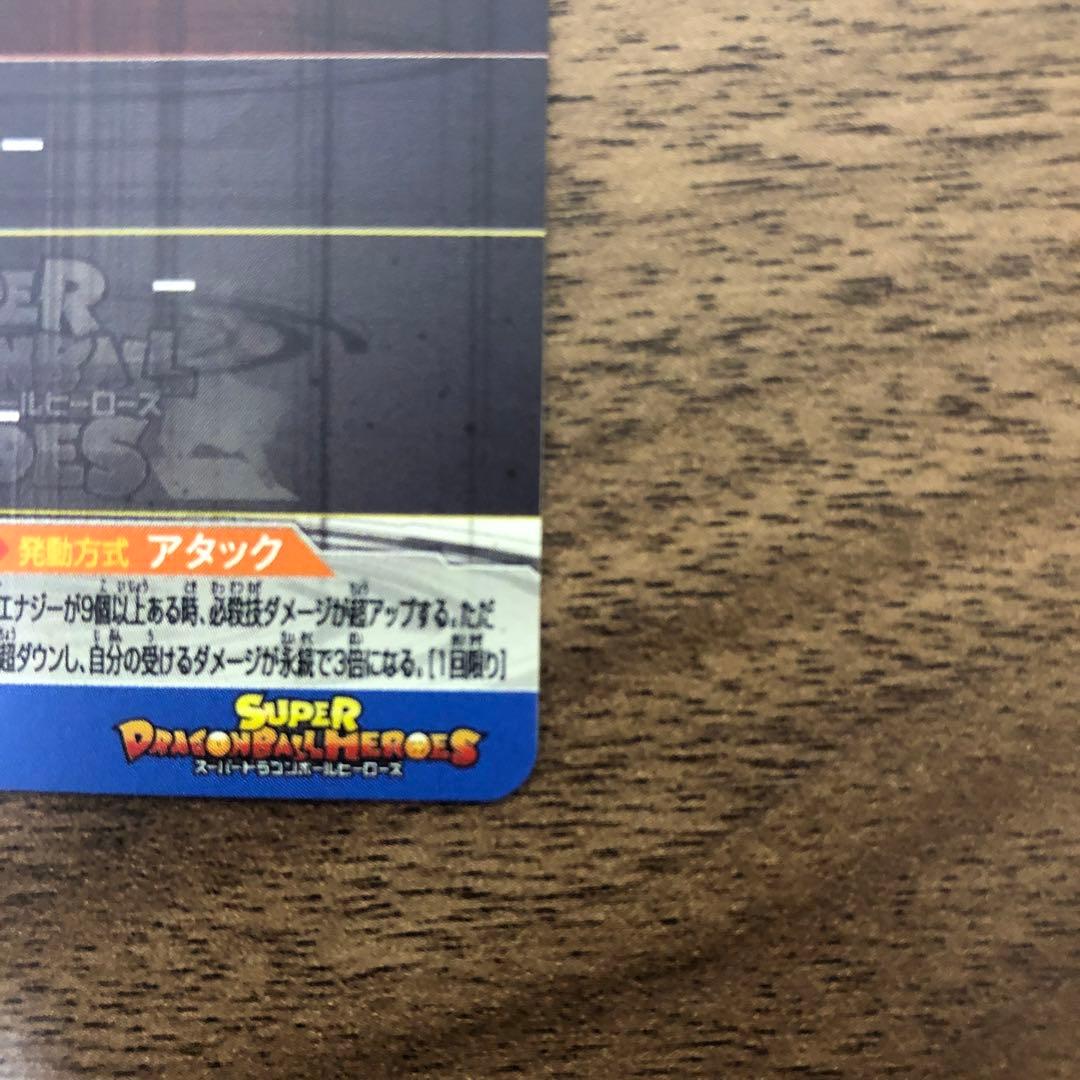 ER
NBALL
ールヒーローズ
OES
発動方式 アタック
エナジーが9個以上ある時、必殺技ダメージが超アップする。ただ
超ダウンし、自分の受けるダメージが永続で3倍になる。[1回限り]
SUPER
DRAGONBALL HEROES
スーパードラゴンボールヒーローズ